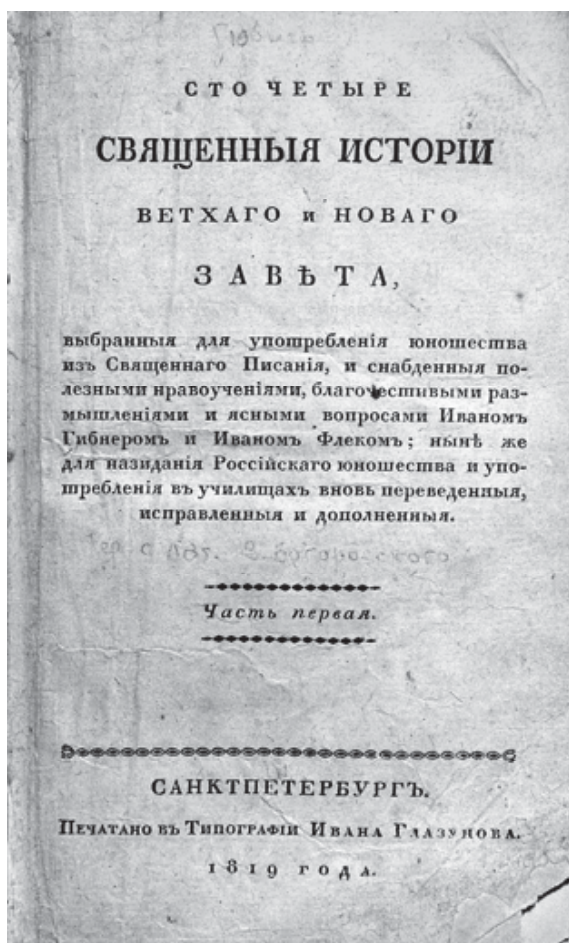 СТО ЧЕТЫРЕ
СВЯЩЕННЫЯ ИСТОРІИ
ВЕТХАГО и НОВАГО
ЗАВѢТА,
выбранныя для употребленія юношества
изъ Священнаго Писанія, и снабденныя по-
лезными нравоученіями, благочестивыми раз-
мышленіями и ясными вопросами Иваномъ
Гибнеромъ и Иваномъ Флекомъ; нынѣ же
для назиданія Россійскаго юношества и упо-
требленія въ училищахъ вновь переведенныя,
исправленныя и дополненныя.
Часть первая.
САНКТПЕТЕРБУРГЪ.
Печатано въ Типографіи Ивана Глазунова.
1819 года.